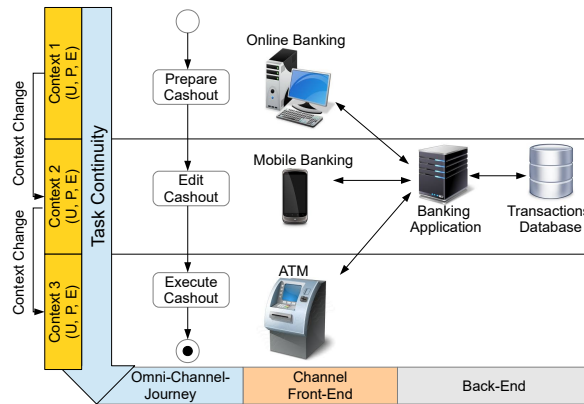 Context Change
Context Change
Context 1
(U, P, E)
Context 2
(U, P, E)
Context 3
(U, P, E)
Task Continuity
Prepare
Cashout
Edit
Cashout
Execute
Cashout
Online Banking
Mobile Banking
ATM
Banking
Application
Transactions
Database
Omni-Channel-
Journey
Channel
Front-End
Back-End